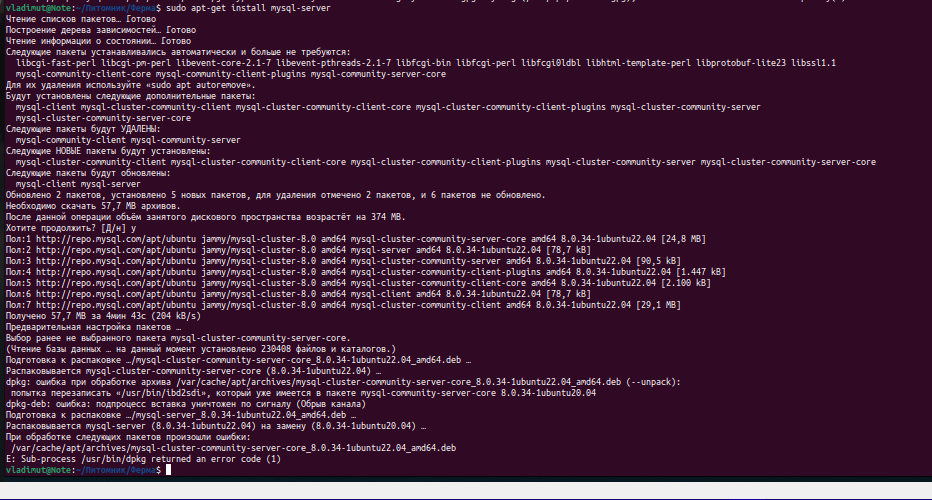 vladimut@Note:~/Питомник/Ферма$ sudo apt-get install mysql-server
Чтение списков пакетов… Готово
Построение дерева зависимостей… Готово
Чтение информации о состоянии… Готово
Следующие пакеты устанавливались автоматически и больше не требуются:
libcgi-fast-perl libcgi-pm-perl libevent-core-2.1-7 libevent-pthreads-2.1-7 libfcgi-bin libfcgi-perl libfcgi0ldbl libhtml-template-perl libprotobuf-lite23 libssl1.1
mysql-community-client-core mysql-community-client-plugins mysql-community-server-core
Для их удаления используйте «sudo apt autoremove».
Будут установлены следующие дополнительные пакеты:
mysql-client mysql-cluster-community-client mysql-cluster-community-client-core mysql-cluster-community-client-plugins mysql-cluster-community-server
mysql-cluster-community-server-core
Следующие пакеты будут УДАЛЕНЫ:
mysql-community-client mysql-community-server
Следующие НОВЫЕ пакеты будут установлены:
mysql-cluster-community-client mysql-cluster-community-client-core mysql-cluster-community-client-plugins mysql-cluster-community-server mysql-cluster-community-server-core
Следующие пакеты будут обновлены:
mysql-client mysql-server
Обновлено 2 пакетов, установлено 5 новых пакетов, для удаления отмечено 2 пакетов, и 6 пакетов не обновлено.
Необходимо скачать 57,7 MB архивов.
После данной операции объём занятого дискового пространства возрастёт на 374 MB.
Хотите продолжить? [Д/н] y
Пол:1 http://repo.mysql.com/apt/ubuntu jammy/mysql-cluster-8.0 amd64 mysql-cluster-community-server-core amd64 8.0.34-1ubuntu22.04 [24,8 MB]
Пол:2 http://repo.mysql.com/apt/ubuntu jammy/mysql-cluster-8.0 amd64 mysql-server amd64 8.0.34-1ubuntu22.04 [78,7 kB]
Пол:3 http://repo.mysql.com/apt/ubuntu jammy/mysql-cluster-8.0 amd64 mysql-cluster-community-server amd64 8.0.34-1ubuntu22.04 [90,5 kB]
Пол:4 http://repo.mysql.com/apt/ubuntu jammy/mysql-cluster-8.0 amd64 mysql-cluster-community-client-plugins amd64 8.0.34-1ubuntu22.04 [1.447 kB]
Пол:5 http://repo.mysql.com/apt/ubuntu jammy/mysql-cluster-8.0 amd64 mysql-cluster-community-client-core amd64 8.0.34-1ubuntu22.04 [2.100 kB]
Пол:6 http://repo.mysql.com/apt/ubuntu jammy/mysql-cluster-8.0 amd64 mysql-client amd64 8.0.34-1ubuntu22.04 [78,7 kB]
Пол:7 http://repo.mysql.com/apt/ubuntu jammy/mysql-cluster-8.0 amd64 mysql-cluster-community-client amd64 8.0.34-1ubuntu22.04 [29,1 MB]
Получено 57,7 MB за 4мин 43с (204 kB/s)
Предварительная настройка пакетов …
Выбор ранее не выбранного пакета mysql-cluster-community-server-core.
(Чтение базы данных … на данный момент установлено 230408 файлов и каталогов.)
Подготовка к распаковке …/mysql-cluster-community-server-core_8.0.34-1ubuntu22.04_amd64.deb …
Распаковывается mysql-cluster-community-server-core (8.0.34-1ubuntu22.04) …
dpkg: ошибка при обработке архива /var/cache/apt/archives/mysql-cluster-community-server-core_8.0.34-1ubuntu22.04_amd64.deb (--unpack):
попытка перезаписать «/usr/bin/ibd2sdi», который уже имеется в пакете mysql-community-server-core 8.0.34-1ubuntu20.04
dpkg-deb: ошибка: подпроцесс вставка уничтожен по сигналу (Обрыв канала)
Подготовка к распаковке …/mysql-server_8.0.34-1ubuntu22.04_amd64.deb …
Распаковывается mysql-server (8.0.34-1ubuntu22.04) на замену (8.0.34-1ubuntu20.04) …
При обработке следующих пакетов произошли ошибки:
/var/cache/apt/archives/mysql-cluster-community-server-core_8.0.34-1ubuntu22.04_amd64.deb
E: Sub-process /usr/bin/dpkg returned an error code (1)
vladimut@Note:~/Питомник/Ферма$